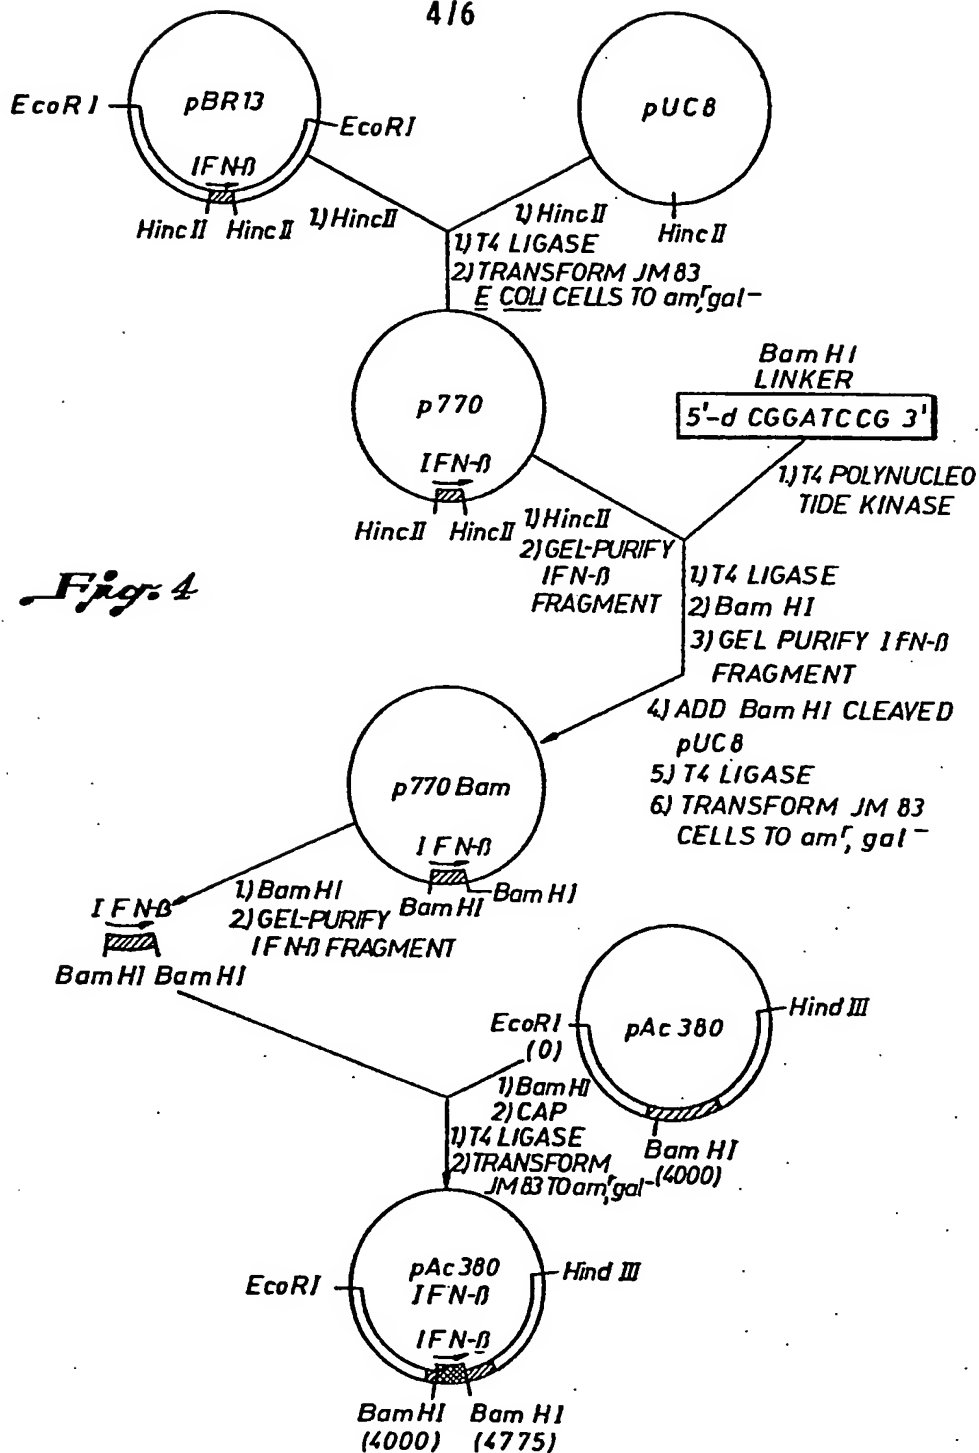 4/6
pBR13
pUC8
EcoRI
EcoRI
IFN-β
HincII HincII
1.) HincII
1.) HincII
HincII
1.) T4 LIGASE
2.) TRANSFORM JM83
E COLI CELLS TO amʳ, gal⁻
p770
IFN-β
HincII HincII
Bam HI
LINKER
5'-d CGGATCCG 3'
1.) T4 POLYNUCLEO
TIDE KINASE
1.) HincII
2.) GEL-PURIFY
IFN-β
FRAGMENT
Fig. 4
1.) T4 LIGASE
2.) Bam HI
3.) GEL PURIFY IFN-β
FRAGMENT
4.) ADD Bam HI CLEAVED
pUC8
5.) T4 LIGASE
6.) TRANSFORM JM 83
CELLS TO amʳ, gal⁻
p770 Bam
IFN-β
BamHI
Bam HI
1.) BamHI
2.) GEL-PURIFY
IFN-β FRAGMENT
IFN-β
BamHI BamHI
EcoRI
(0)
pAc 380
Hind III
Bam HI
(4000)
1.) BamHI
2.) CAP
1.) T4 LIGASE
2.) TRANSFORM
JM 83 TO amʳ, gal⁻
pAc380
IFN-β
EcoRI
Hind III
IFN-β
BamHI Bam HI
(4000) (4775)